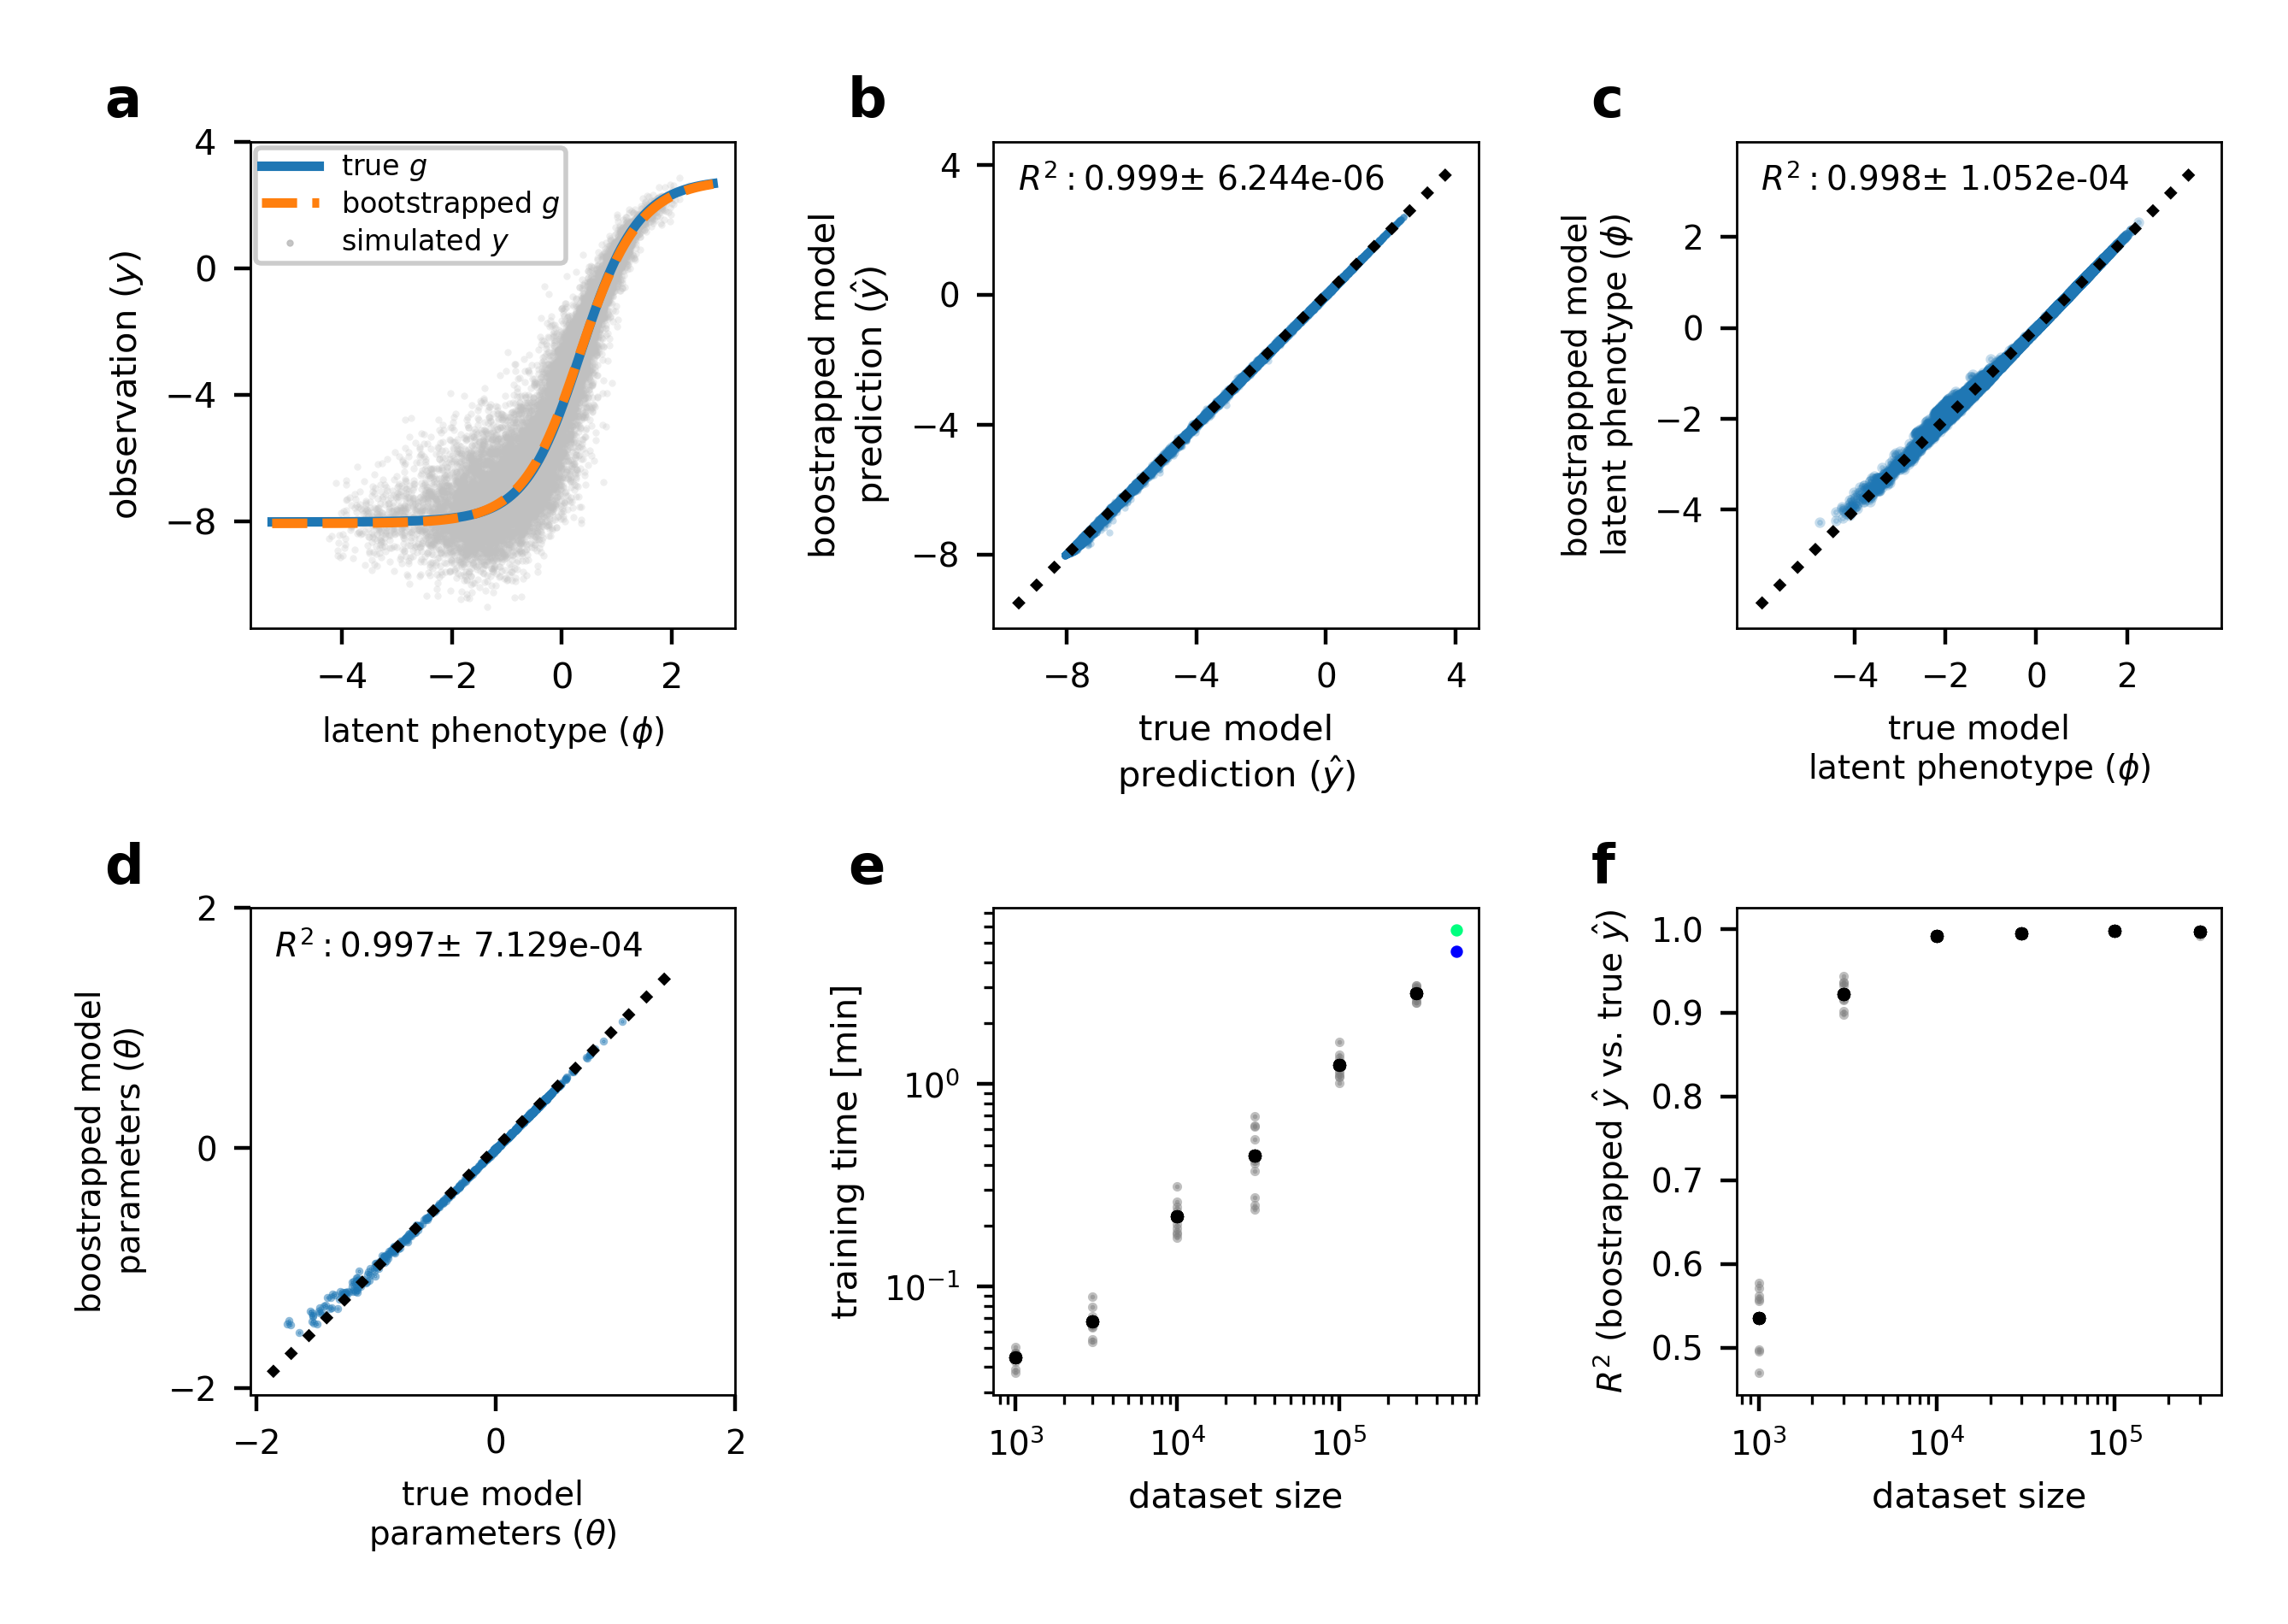 a
4
0
−4
−8
observation (y)
true g
bootstrapped g
simulated y
−4 −2 0 2
latent phenotype (ϕ)
b
R² : 0.999± 6.244e-06
4
0
−4
−8
boostrapped model
prediction (ŷ)
−8 −4 0 4
true model
prediction (ŷ)
c
R² : 0.998± 1.052e-04
2
0
−2
−4
boostrapped model
latent phenotype (ϕ)
−4 −2 0 2
true model
latent phenotype (ϕ)
d
R² : 0.997± 7.129e-04
2
0
−2
boostrapped model
parameters (θ)
−2 0 2
true model
parameters (θ)
e
10⁰
10⁻¹
training time [min]
10³ 10⁴ 10⁵
dataset size
f
1.0
0.9
0.8
0.7
0.6
0.5
R² (boostrapped ŷ vs. true ŷ)
10³ 10⁴ 10⁵
dataset size